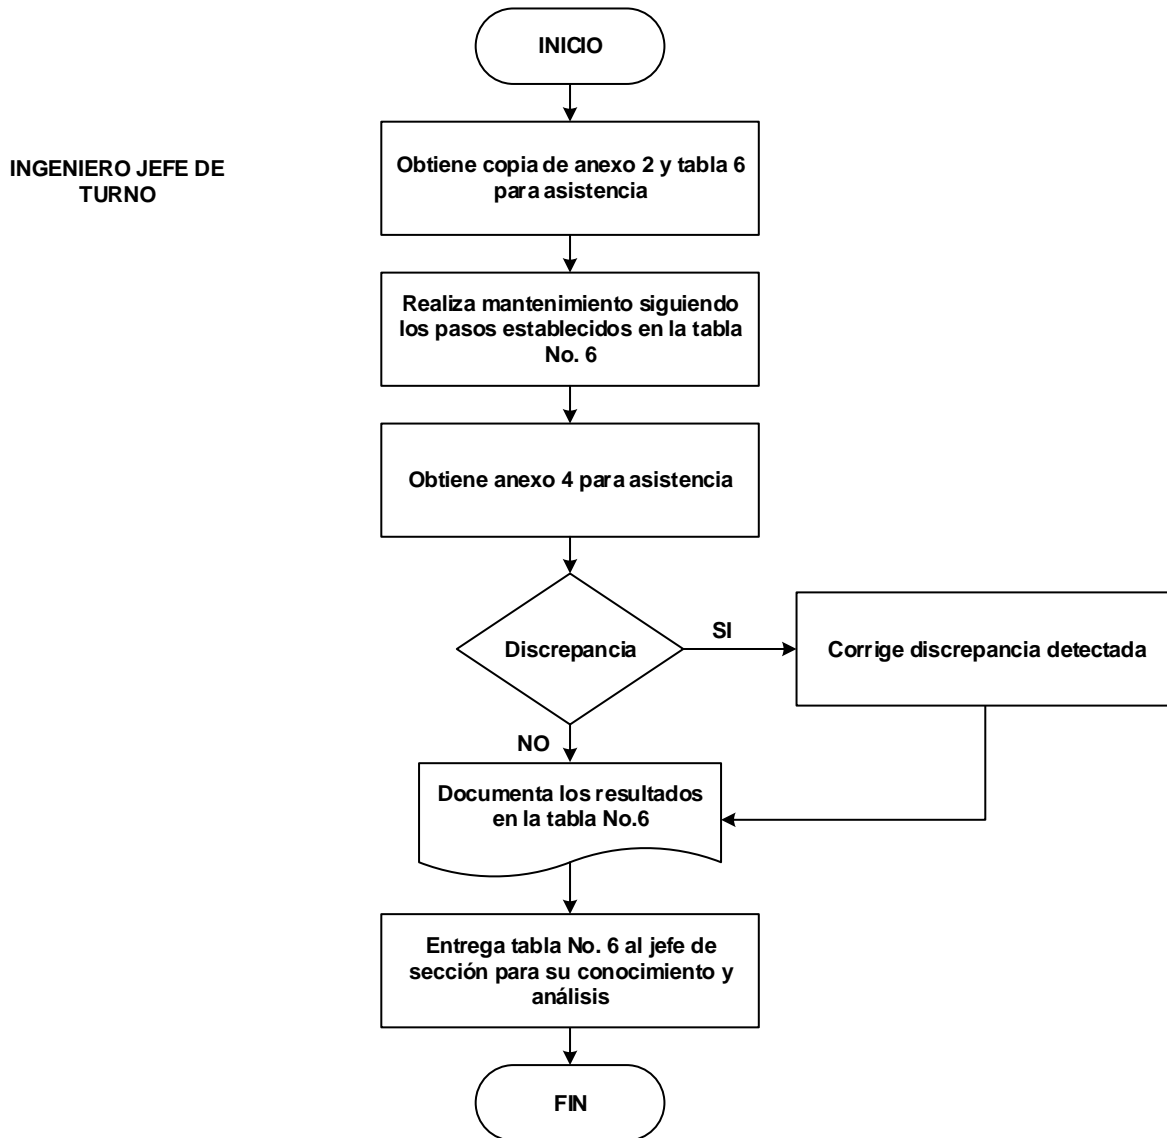 INICIO
INGENIERO JEFE DE
TURNO
Obtiene copia de anexo 2 y tabla 6
para asistencia
Realiza mantenimiento siguiendo
los pasos establecidos en la tabla
No. 6
Obtiene anexo 4 para asistencia
Discrepancia
SI
Corrige discrepancia detectada
NO
Documenta los resultados
en la tabla No.6
Entrega tabla No. 6 al jefe de
sección para su conocimiento y
análisis
FIN